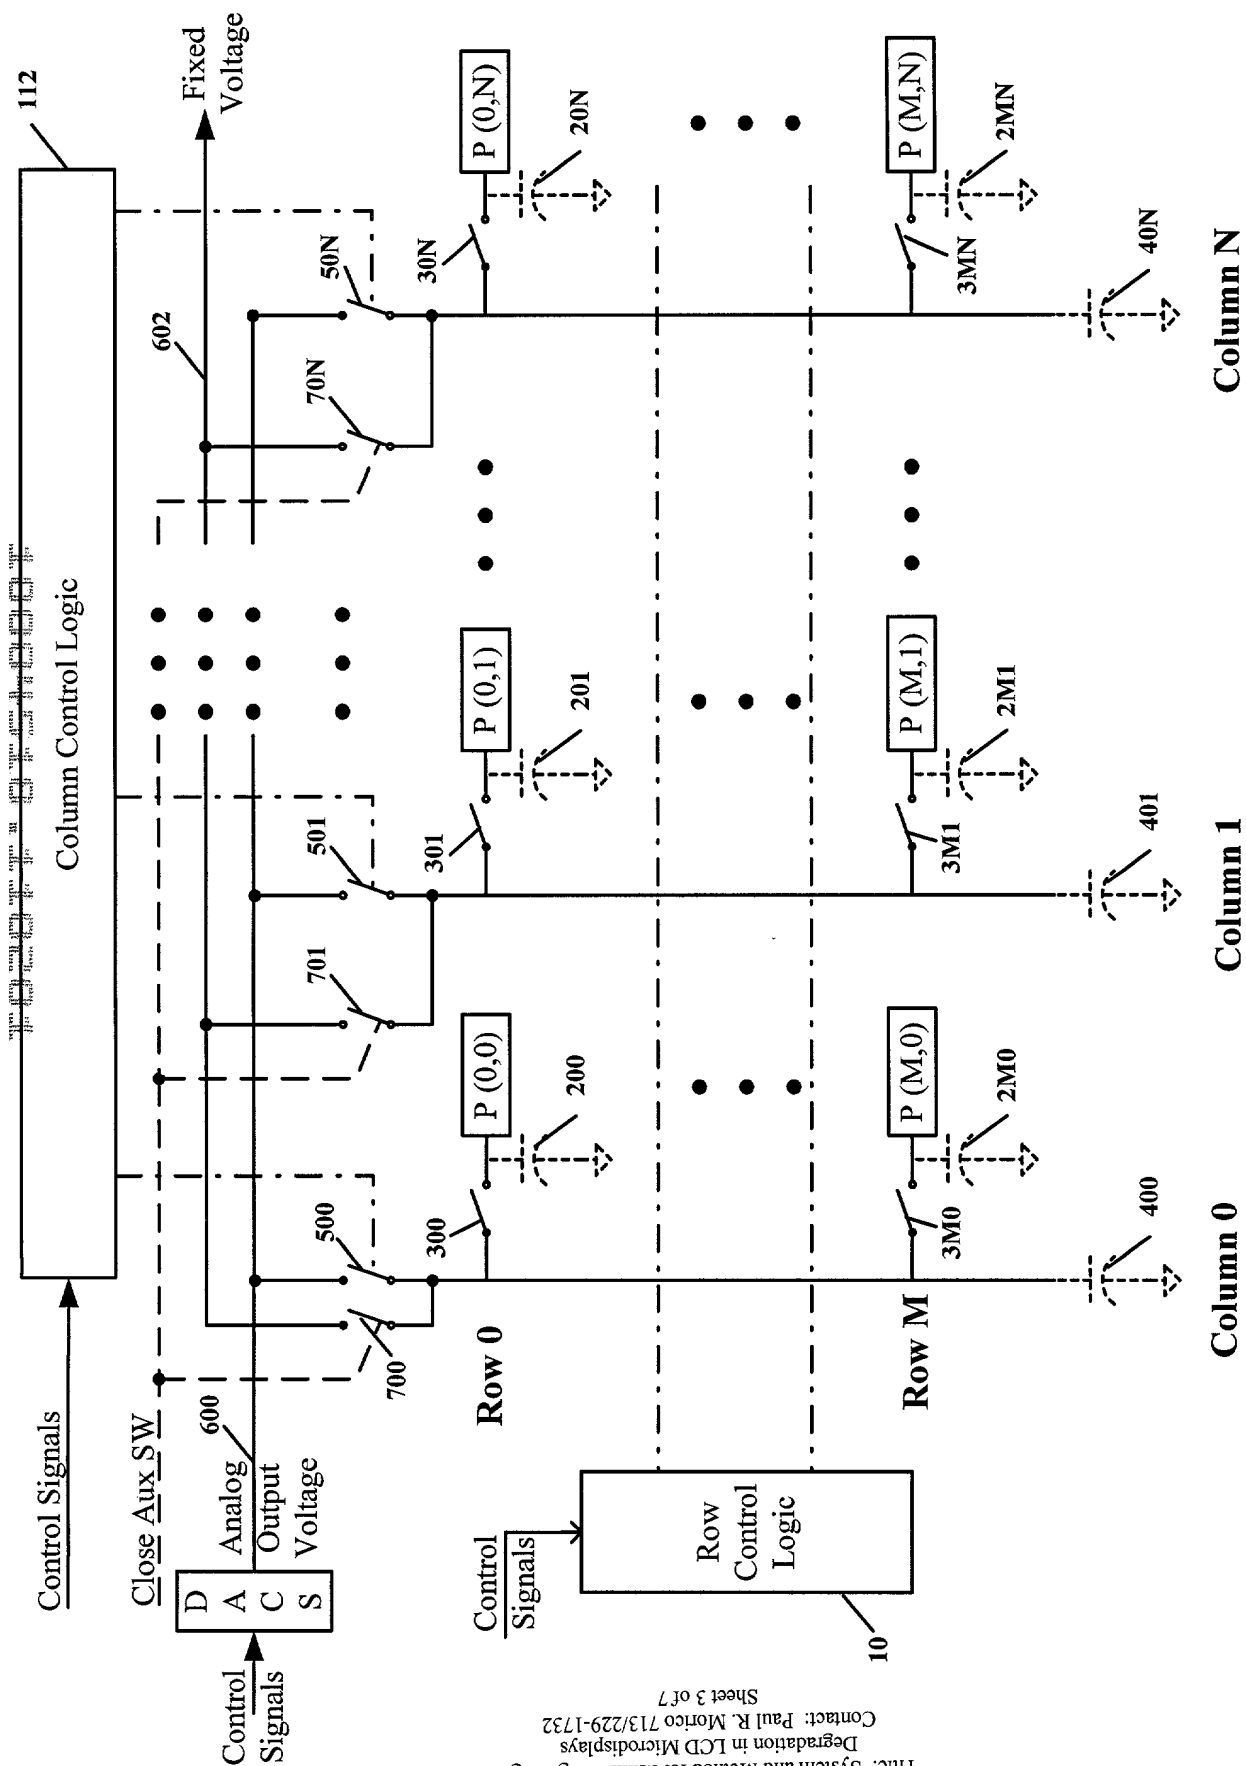 112
Column Control Logic
Control Signals
Close Aux SW
Fixed
Voltage
D
A
C
S
Control
Signals
Analog
Output
Voltage
600
602
700
500
701
501
70N
50N
Row 0
300
P (0,0)
200
301
P (0,1)
201
30N
P (0,N)
20N
Control
Signals
Row
Control
Logic
10
Row M
3M0
P (M,0)
2M0
3M1
P (M,1)
2M1
3MN
P (M,N)
2MN
400
401
40N
Column 0
Column 1
Column N
Degradation in LCD Microdisplays
Contact: Paul R. Morico 713/229-1732
Sheet 3 of 7